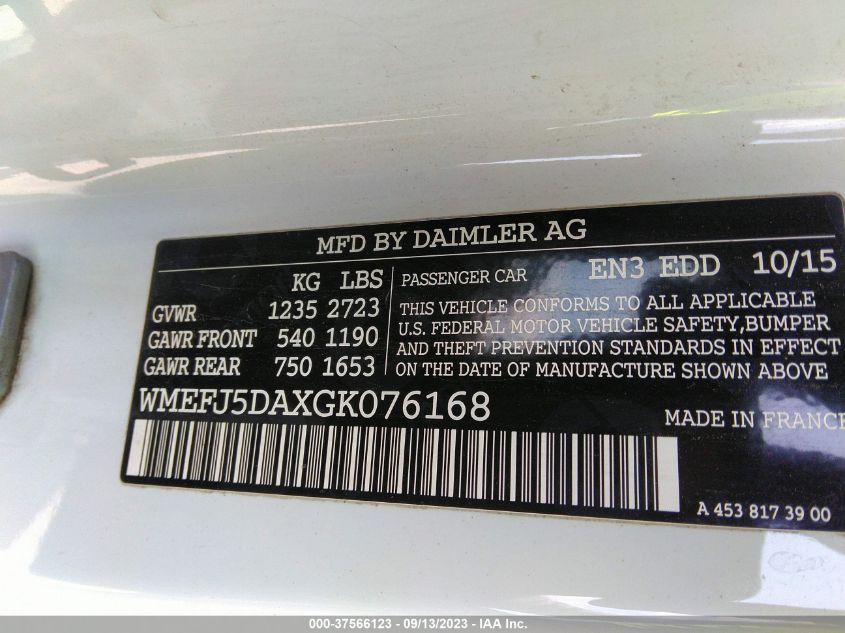 MFD BY DAIMLER AG
KG LBS
GVWR 1235 2723
GAWR FRONT 540 1190
GAWR REAR 750 1653
PASSENGER CAR EN3 EDD 10/15
THIS VEHICLE CONFORMS TO ALL APPLICABLE
U.S. FEDERAL MOTOR VEHICLE SAFETY, BUMPER
AND THEFT PREVENTION STANDARDS IN EFFECT
ON THE DATE OF MANUFACTURE SHOWN ABOVE
WMEFJ5DAXGK076168
MADE IN FRANCE
A 453 817 39 00
000-37566123 - 09/13/2023 - IAA Inc.